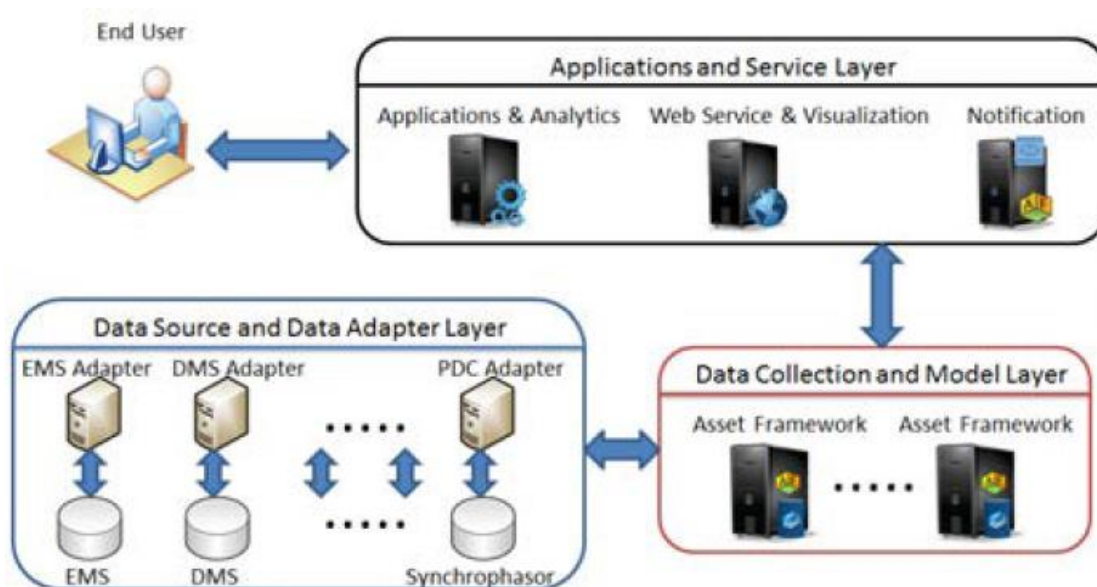 End User
Applications and Service Layer
Applications & Analytics Web Service & Visualization Notification
Data Source and Data Adapter Layer
EMS Adapter DMS Adapter PDC Adapter
EMS DMS Synchrophasor
Data Collection and Model Layer
Asset Framework Asset Framework